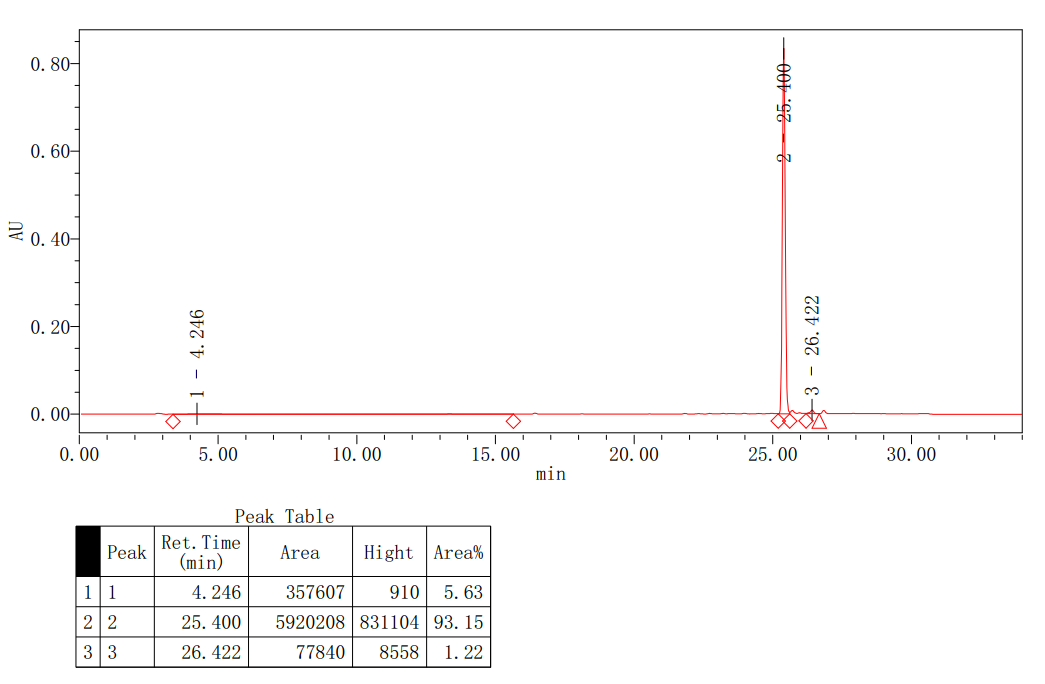 0.80
0.60
0.40
0.20
0.00
AU
1 - 4.246
2 - 25.400
3 - 26.422
0.00 5.00 10.00 15.00 20.00 25.00 30.00
min
Peak Table
Peak Ret.Time (min) Area Hight Area%
1 1 4.246 357607 910 5.63
2 2 25.400 5920208 831104 93.15
3 3 26.422 77840 8558 1.22